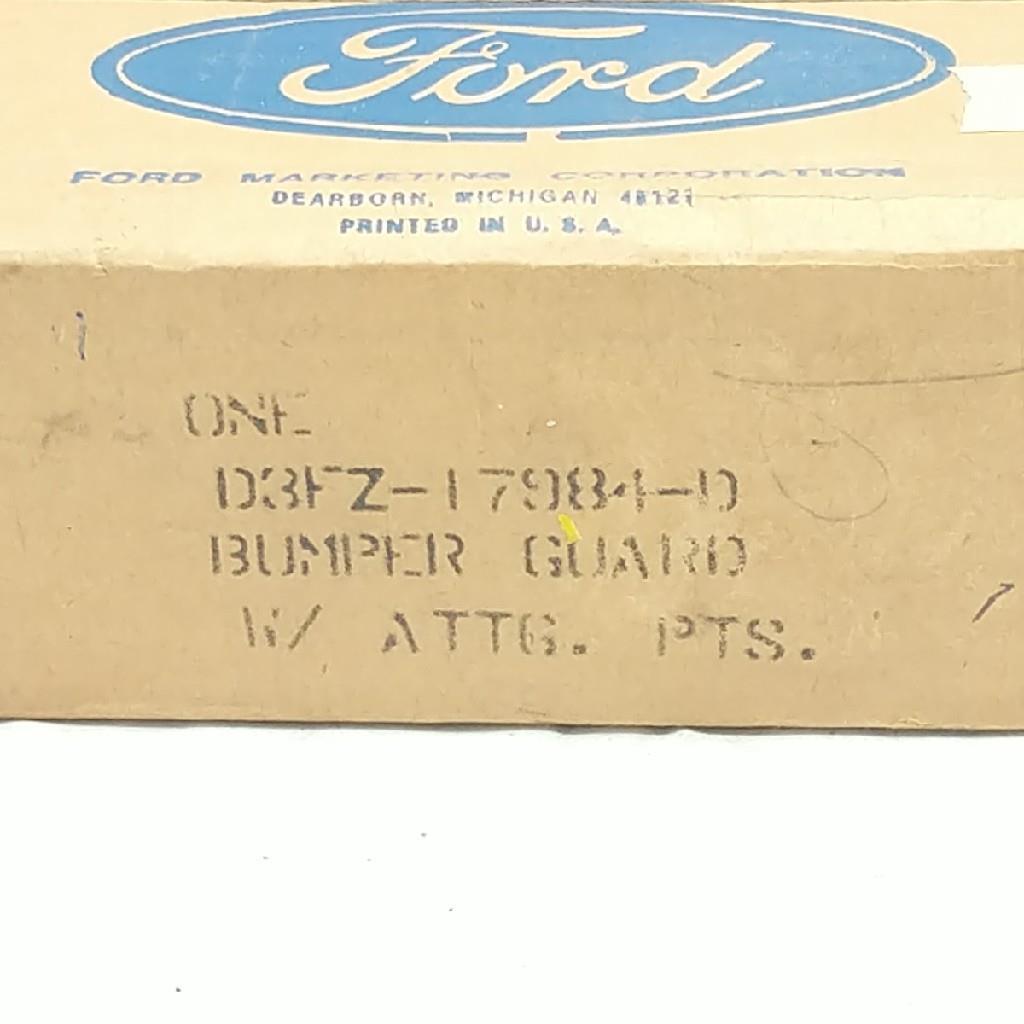 Ford
FORD MARKETING CORPORATION
DEARBORN, MICHIGAN 48121
PRINTED IN U. S. A.
ONE
D3FZ-17984-D
BUMPER GUARD
W/ ATTG. PTS.